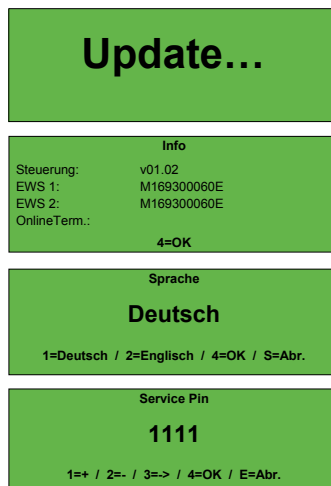 Update…
Info
Steuerung: v01.02
EWS 1: M169300060E
EWS 2: M169300060E
OnlineTerm.:
4=OK
Sprache
Deutsch
1=Deutsch / 2=Englisch / 4=OK / S=Abr.
Service Pin
1111
1=+ / 2=- / 3=-> / 4=OK / E=Abr.